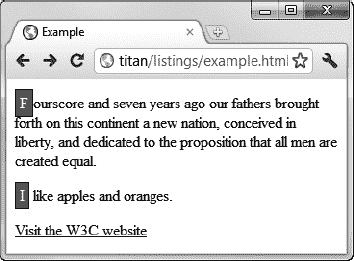 Example
titan/listings/example.html
Fourscore and seven years ago our fathers brought
forth on this continent a new nation, conceived in
liberty, and dedicated to the proposition that all men are
created equal.
I like apples and oranges.
Visit the W3C website